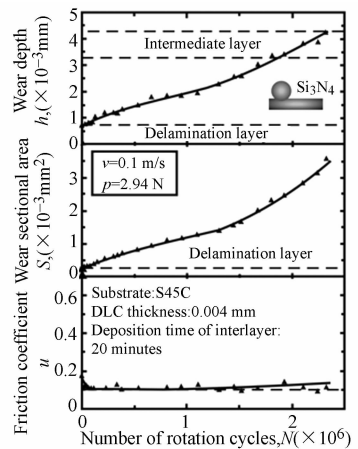 Wear depth
h,(×10⁻³mm)
5
4
3
2
1
0
Intermediate layer
Si3N4
Delamination layer
Wear sectional area
S,(×10⁻³mm²)
3
2
1
0
v=0.1 m/s
p=2.94 N
Delamination layer
Friction coefficient
u
0.6
0.4
0.2
0.0
Substrate:S45C
DLC thickness:0.004 mm
Deposition time of interlayer:
20 minutes
0 1 2
Number of rotation cycles,N(×10⁶)